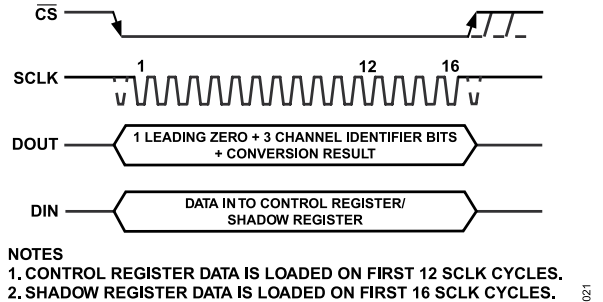 CS
1 12 16
SCLK
DOUT 1 LEADING ZERO + 3 CHANNEL IDENTIFIER BITS
+ CONVERSION RESULT
DIN DATA IN TO CONTROL REGISTER/
SHADOW REGISTER
NOTES
1. CONTROL REGISTER DATA IS LOADED ON FIRST 12 SCLK CYCLES.
2. SHADOW REGISTER DATA IS LOADED ON FIRST 16 SCLK CYCLES.
021